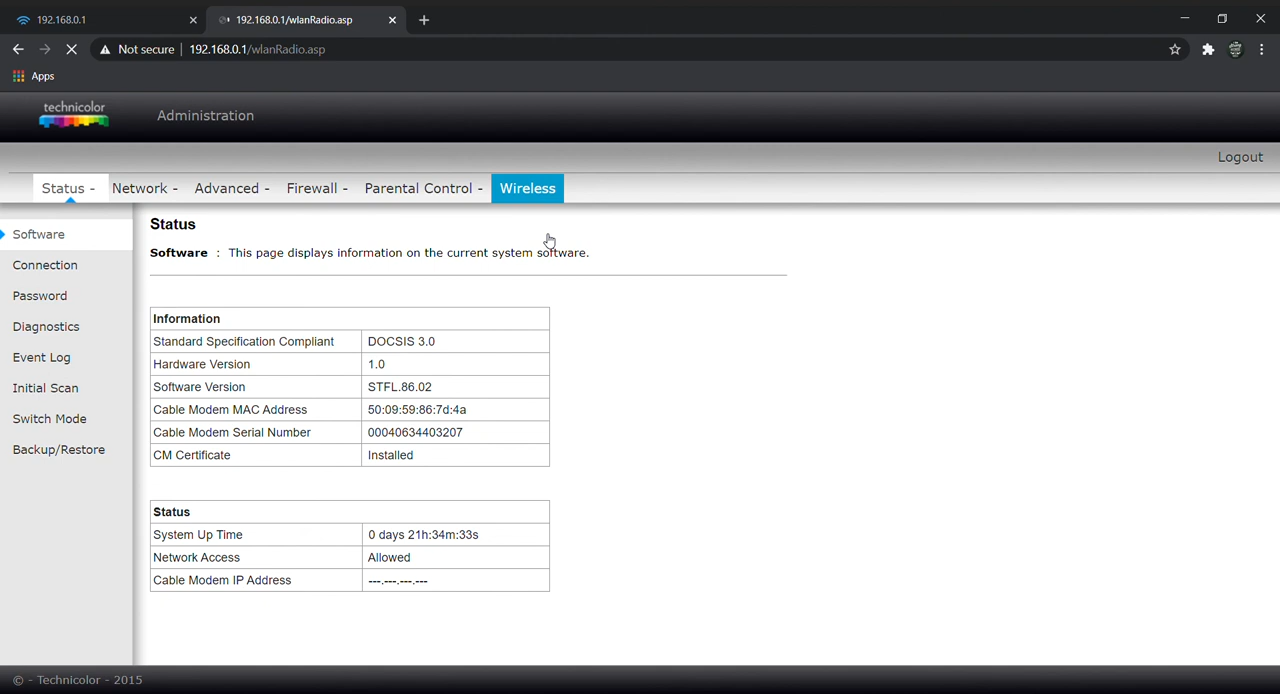 192.168.0.1
192.168.0.1/wlanRadio.asp
Not secure | 192.168.0.1/wlanRadio.asp
Apps
technicolor
Administration
Logout
Status - Network - Advanced - Firewall - Parental Control - Wireless
Software
Connection
Password
Diagnostics
Event Log
Initial Scan
Switch Mode
Backup/Restore
Status
Software : This page displays information on the current system software.
Information
Standard Specification Compliant DOCSIS 3.0
Hardware Version 1.0
Software Version STFL.86.02
Cable Modem MAC Address 50:09:59:86:7d:4a
Cable Modem Serial Number 00040634403207
CM Certificate Installed
Status
System Up Time 0 days 21h:34m:33s
Network Access Allowed
Cable Modem IP Address ---.---.---.---
© - Technicolor - 2015